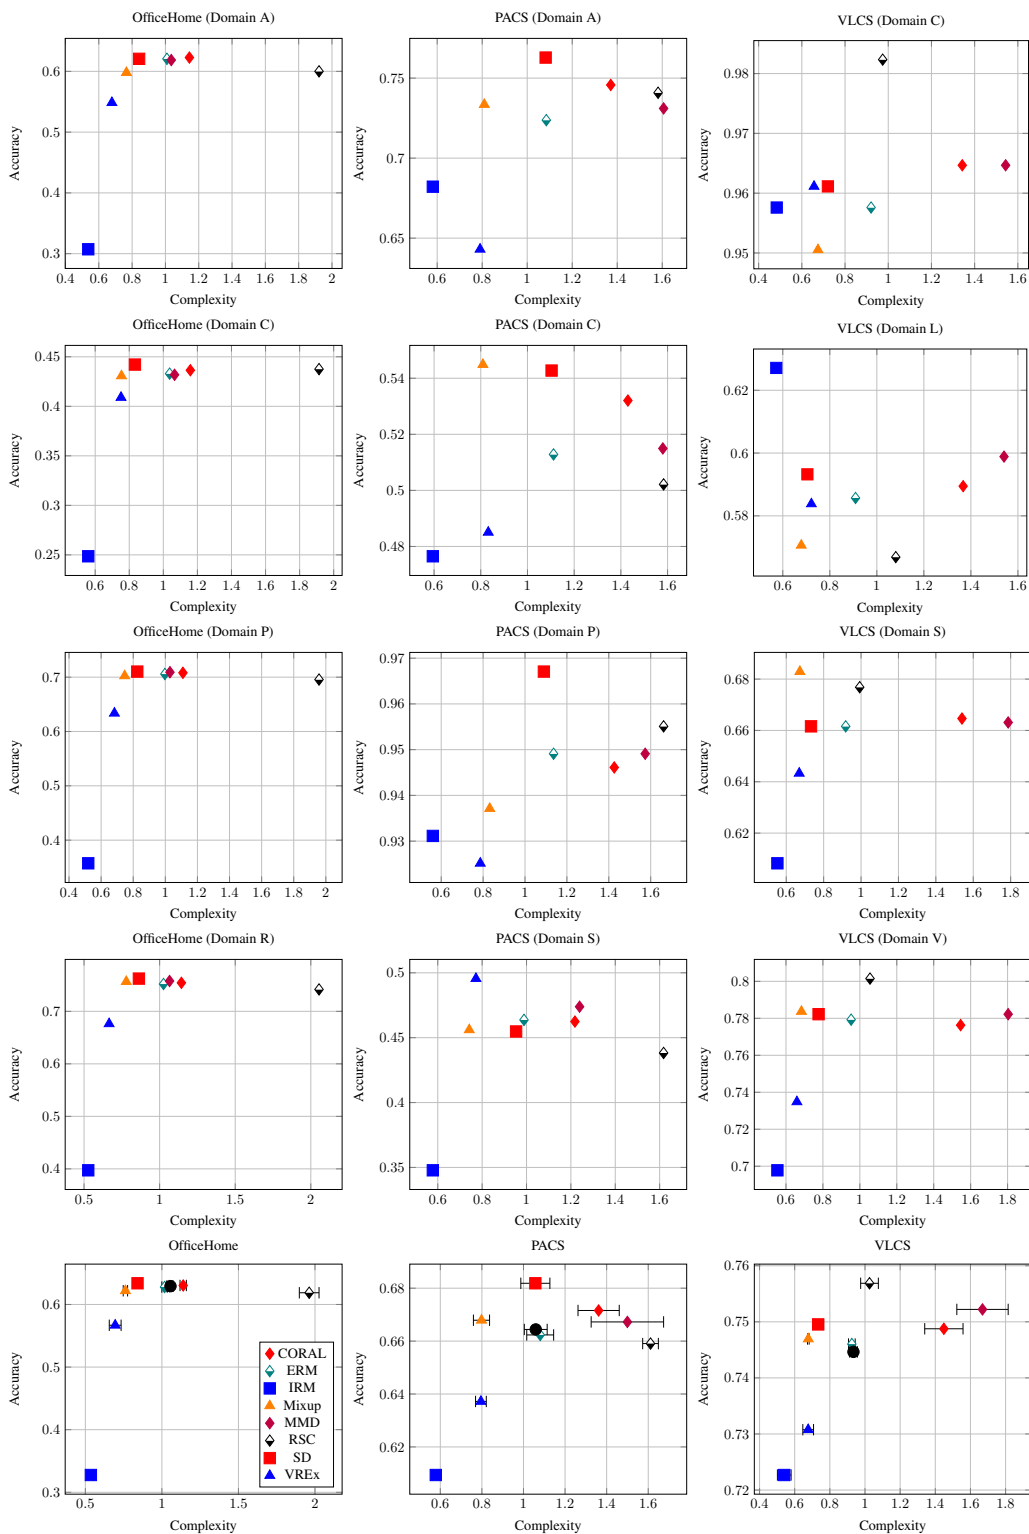 OfficeHome (Domain A)
0.6
0.5
0.4
0.3
0.4 0.6 0.8 1 1.2 1.4 1.6 1.8 2
Complexity
Accuracy
PACS (Domain A)
0.75
0.7
0.65
0.6 0.8 1 1.2 1.4 1.6
Complexity
Accuracy
VLCS (Domain C)
0.98
0.97
0.96
0.95
0.4 0.6 0.8 1 1.2 1.4 1.6
Complexity
Accuracy
OfficeHome (Domain C)
0.45
0.4
0.35
0.3
0.25
0.6 0.8 1 1.2 1.4 1.6 1.8 2
Complexity
Accuracy
PACS (Domain C)
0.54
0.52
0.5
0.48
0.6 0.8 1 1.2 1.4 1.6
Complexity
Accuracy
VLCS (Domain L)
0.62
0.6
0.58
0.6 0.8 1 1.2 1.4 1.6
Complexity
Accuracy
OfficeHome (Domain P)
0.7
0.6
0.5
0.4
0.4 0.6 0.8 1 1.2 1.4 1.6 1.8 2
Complexity
Accuracy
PACS (Domain P)
0.97
0.96
0.95
0.94
0.93
0.6 0.8 1 1.2 1.4 1.6
Complexity
Accuracy
VLCS (Domain S)
0.68
0.66
0.64
0.62
0.6 0.8 1 1.2 1.4 1.6 1.8
Complexity
Accuracy
OfficeHome (Domain R)
0.7
0.6
0.5
0.4
0.5 1 1.5 2
Complexity
Accuracy
PACS (Domain S)
0.5
0.45
0.4
0.35
0.6 0.8 1 1.2 1.4 1.6
Complexity
Accuracy
VLCS (Domain V)
0.8
0.78
0.76
0.74
0.72
0.7
0.6 0.8 1 1.2 1.4 1.6 1.8
Complexity
Accuracy
OfficeHome
0.6
0.5
0.4
0.3
0.5 1 1.5 2
Complexity
Accuracy
CORAL
ERM
IRM
Mixup
MMD
RSC
SD
VREx
PACS
0.68
0.66
0.64
0.62
0.6 0.8 1 1.2 1.4 1.6
Complexity
Accuracy
VLCS
0.76
0.75
0.74
0.73
0.72
0.4 0.6 0.8 1 1.2 1.4 1.6 1.8
Complexity
Accuracy